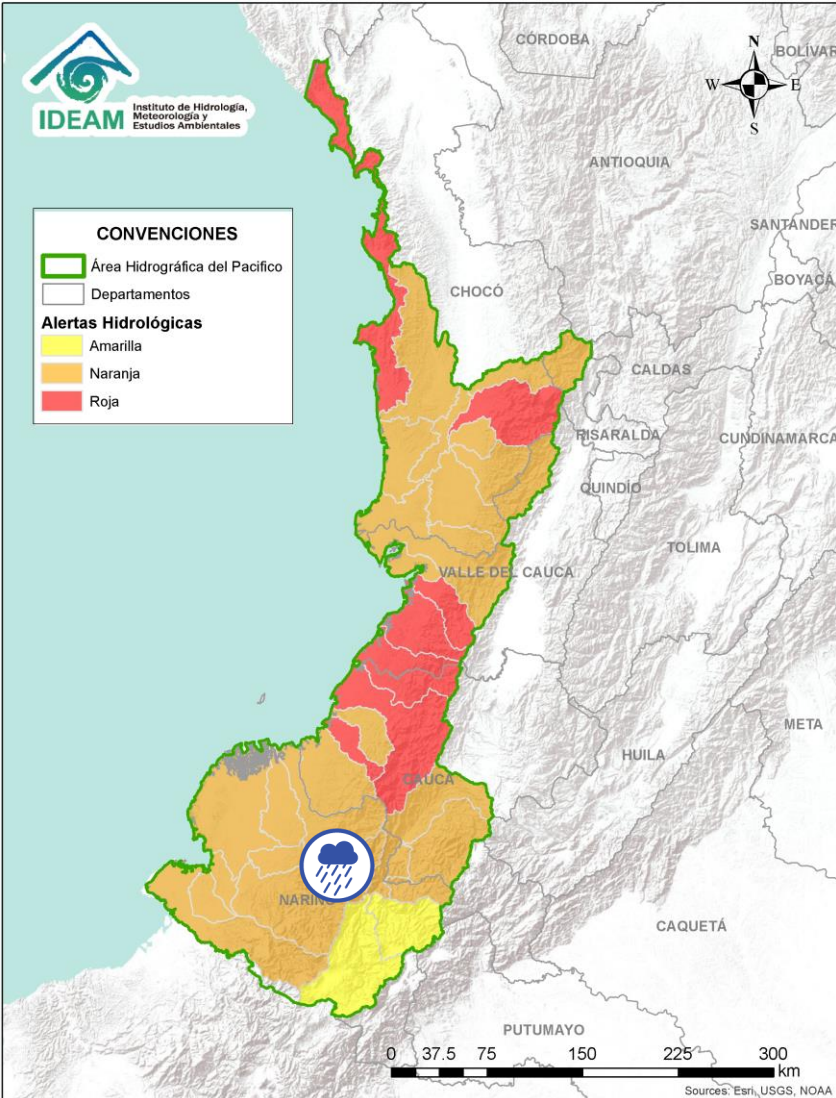 IDEAM
Instituto de Hidrología,
Meteorología y
Estudios Ambientales
N
W
E
S
CONVENCIONES
Área Hidrográfica del Pacifico
Departamentos
Alertas Hidrológicas
Amarilla
Naranja
Roja
CÓRDOBA
BOLÍVAR
ANTIOQUIA
SANTANDER
BOYACÁ
CHOCÓ
CALDAS
RISARALDA
CUNDINAMARCA
QUINDÍO
TOLIMA
VALLE DEL CAUCA
META
HUILA
CAUCA
NARIÑO
CAQUETÁ
PUTUMAYO
0 37.5 75 150 225 300
km
Sources: Esri, USGS, NOAA